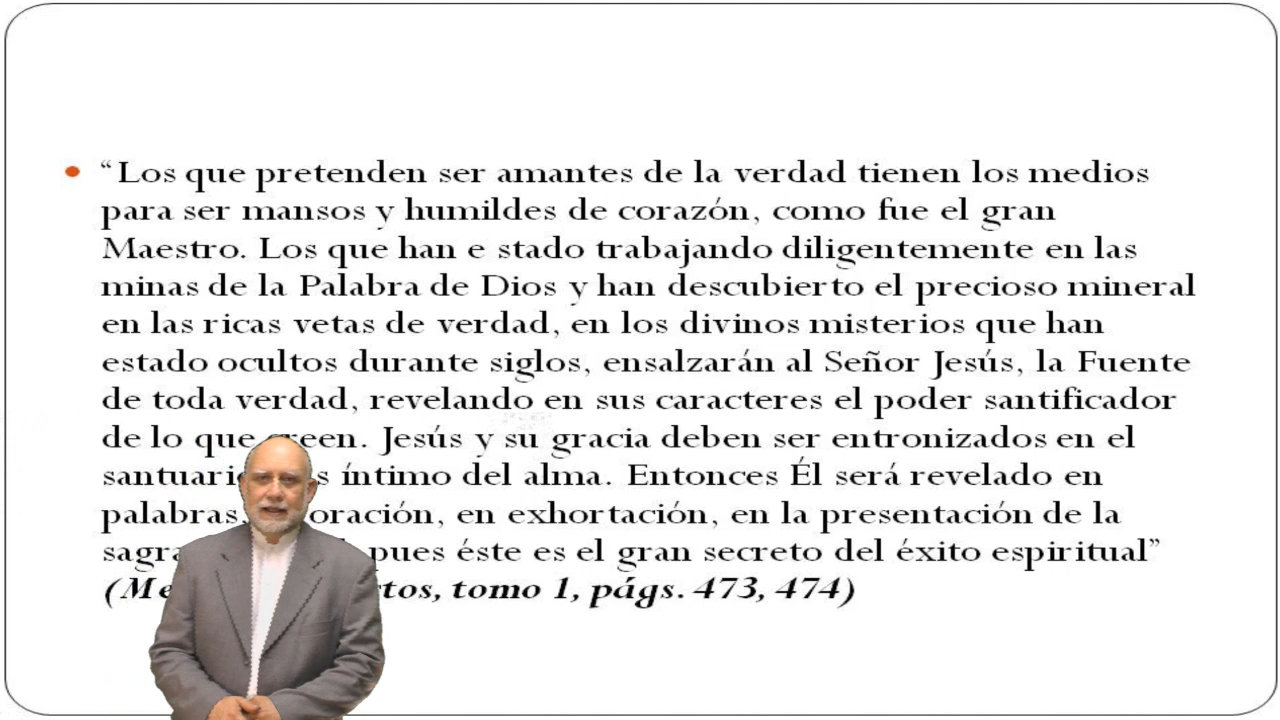 • “Los que pretenden ser amantes de la verdad tienen los medios
para ser mansos y humildes de corazón, como fue el gran
Maestro. Los que han e stado trabajando diligentemente en las
minas de la Palabra de Dios y han descubierto el precioso mineral
en las ricas vetas de verdad, en los divinos misterios que han
estado ocultos durante siglos, ensalzarán al Señor Jesús, la Fuente
de toda verdad, revelando en sus caracteres el poder santificador
de lo que creen. Jesús y su gracia deben ser entronizados en el
íntimo del alma. Entonces Él será revelado en
palabras, oración, en exhortación, en la presentación de la
pues éste es el gran secreto del éxito espiritual”
tomo 1, págs. 473, 474)